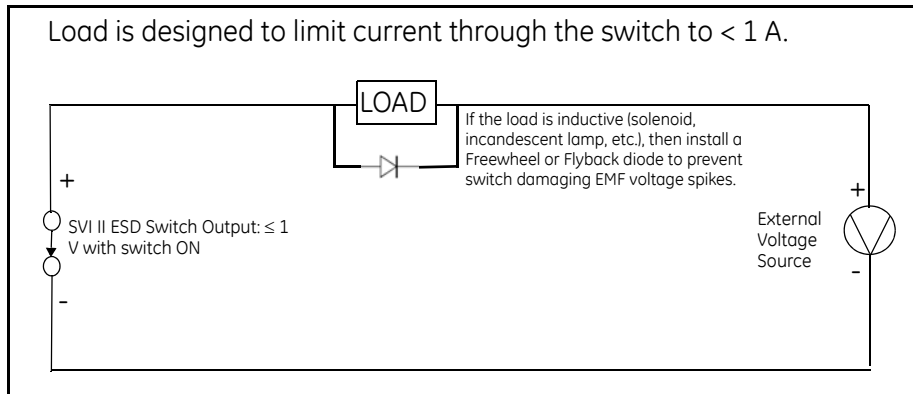 Load is designed to limit current through the switch to < 1 A.
LOAD
If the load is inductive (solenoid,
incandescent lamp, etc.), then install a
Freewheel or Flyback diode to prevent
switch damaging EMF voltage spikes.
+
SVI II ESD Switch Output: ≤ 1
V with switch ON
-
+
External
Voltage
Source
-